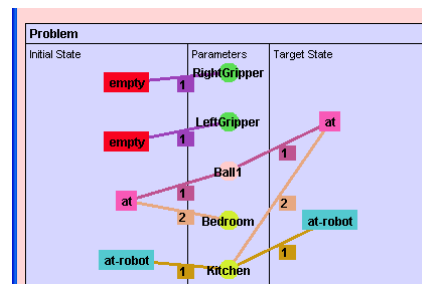 Problem
Initial State Parameters Target State
RightGripper
empty
1
LeftGripper
at
empty
1
1
Ball1
1
at
2
2
Bedroom
at-robot
1
at-robot
1
Kitchen